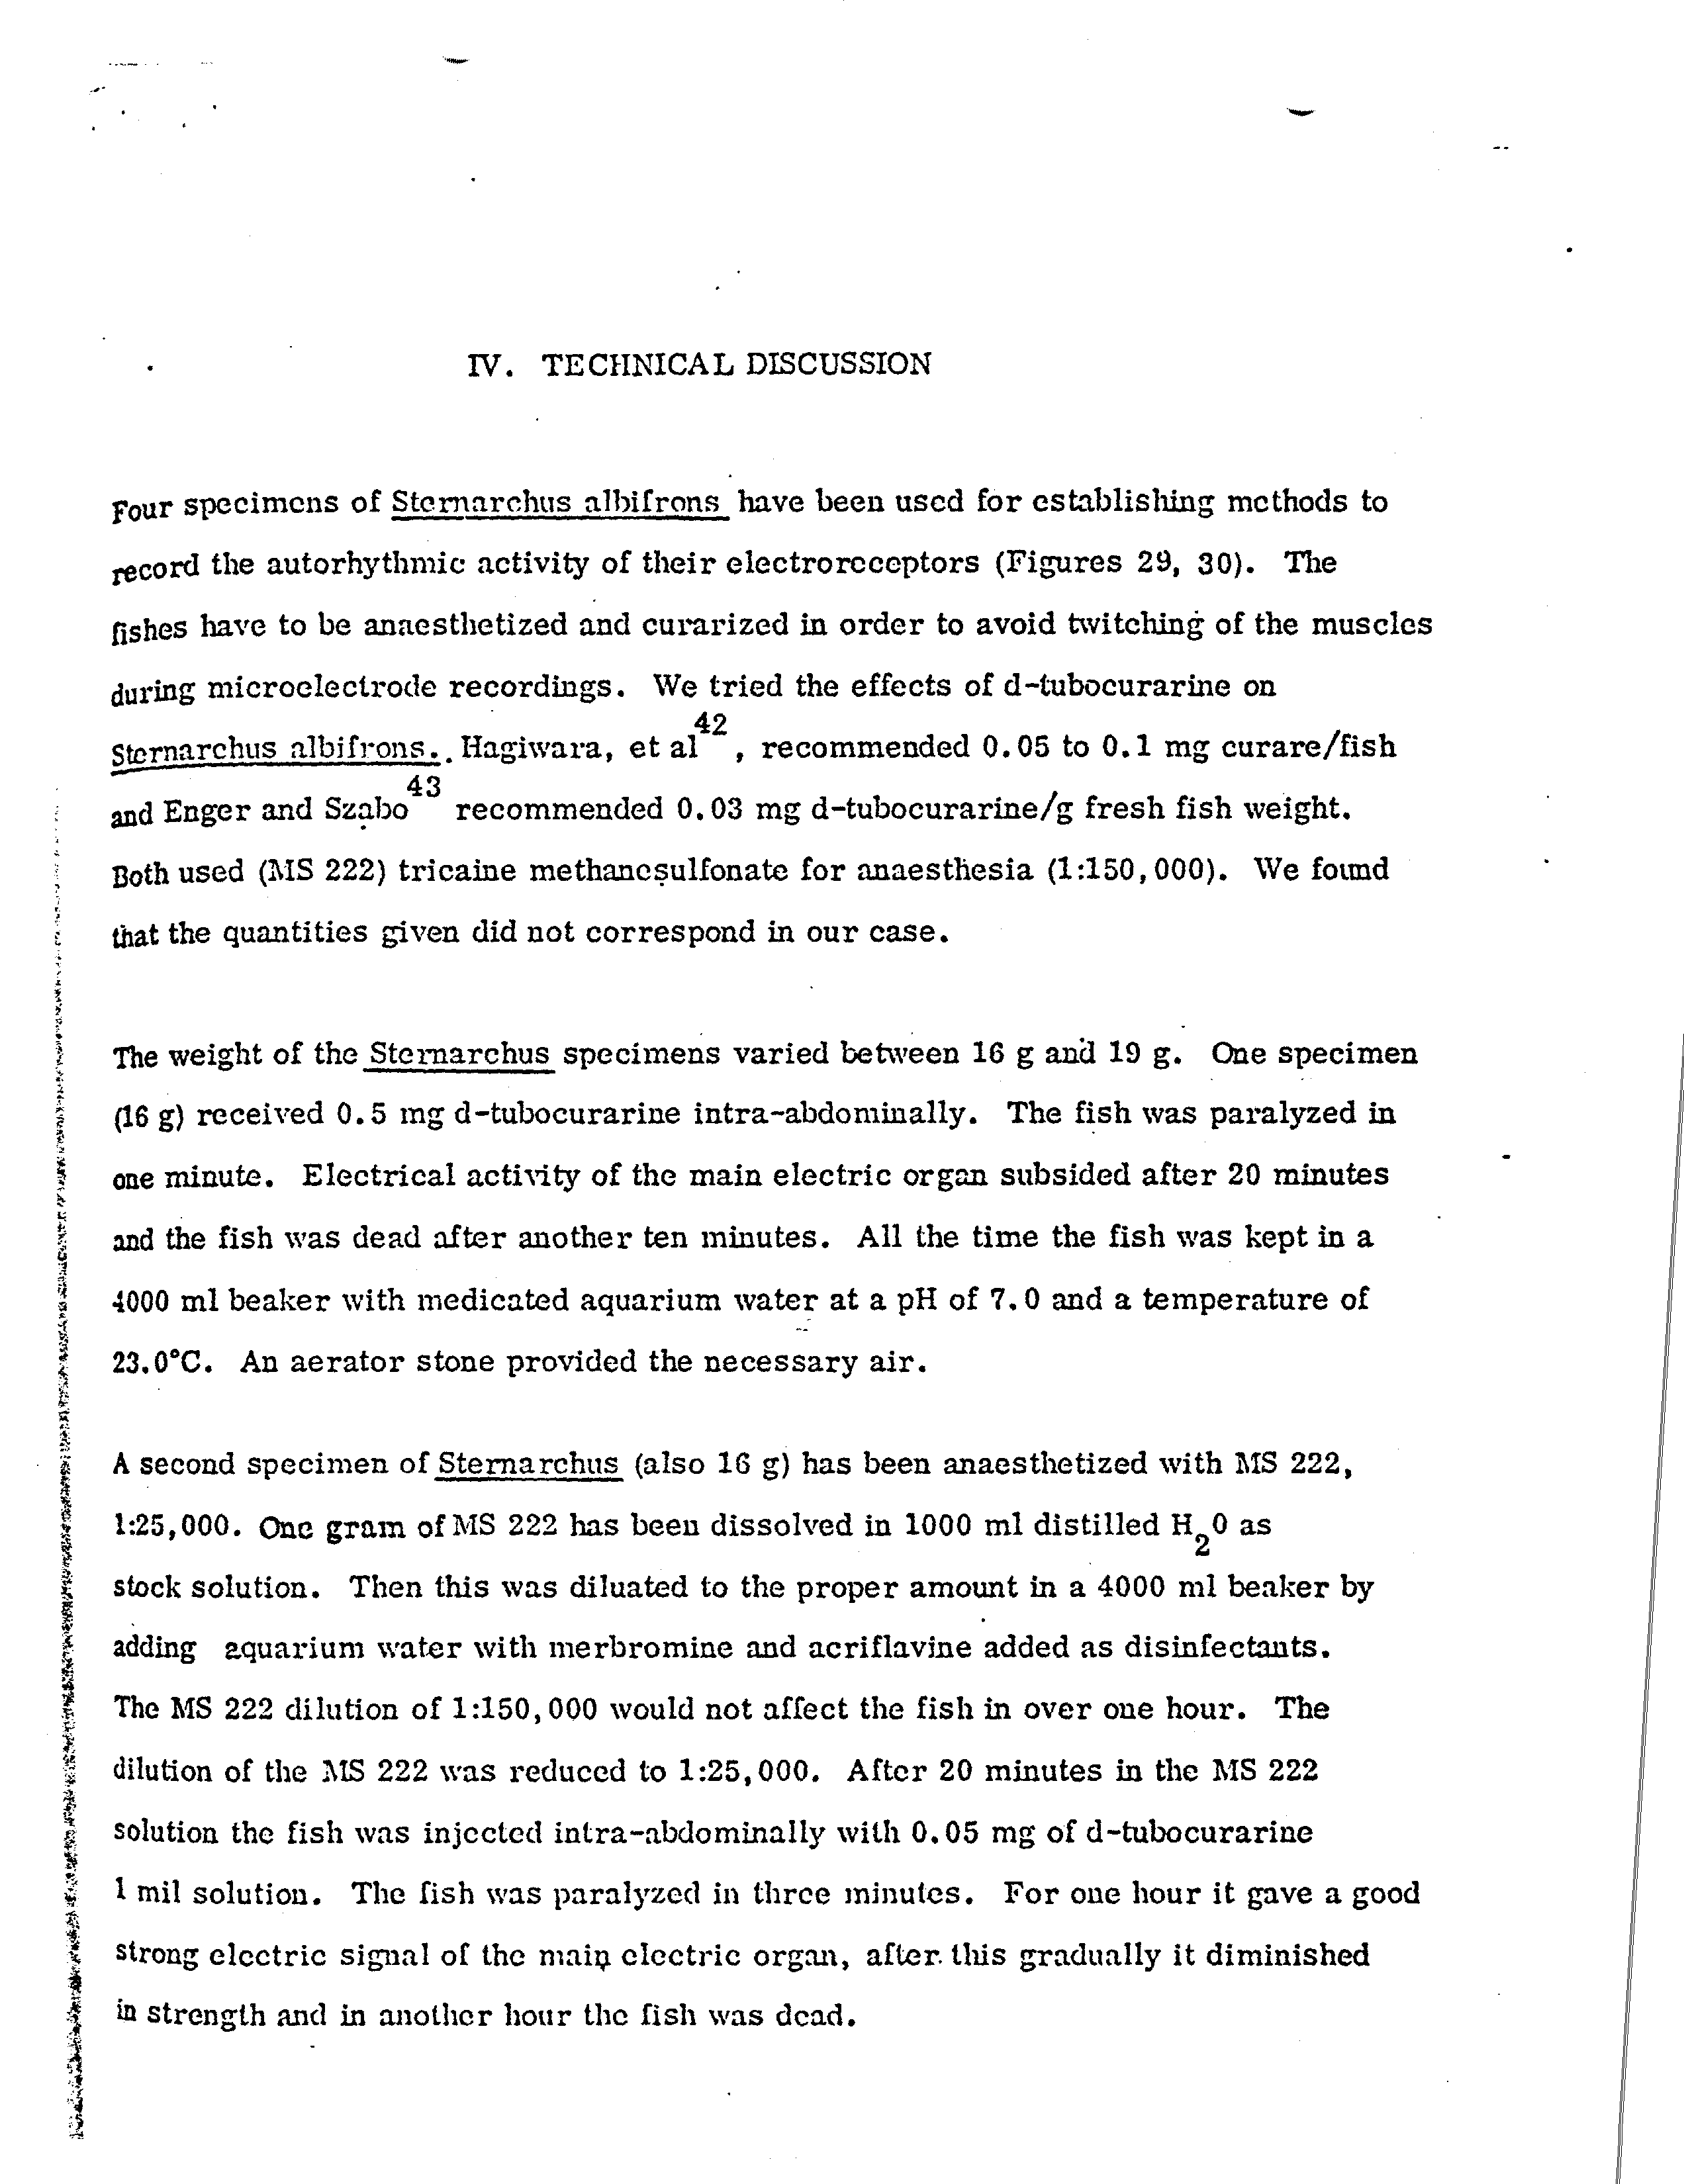 IV. TECHNICAL DISCUSSION
Four specimens of Sternarchus albifrons have been used for establishing methods to
record the autorhythmic activity of their electroreceptors (Figures 29, 30). The
fishes have to be anaesthetized and curarized in order to avoid twitching of the muscles
during microelectrode recordings. We tried the effects of d-tubocurarine on
Sternarchus albifrons. Hagiwara, et al42, recommended 0.05 to 0.1 mg curare/fish
and Enger and Szabo43 recommended 0.03 mg d-tubocurarine/g fresh fish weight.
Both used (MS 222) tricaine methanesulfonate for anaesthesia (1:150,000). We found
that the quantities given did not correspond in our case.
The weight of the Sternarchus specimens varied between 16 g and 19 g. One specimen
(16 g) received 0.5 mg d-tubocurarine intra-abdominally. The fish was paralyzed in
one minute. Electrical activity of the main electric organ subsided after 20 minutes
and the fish was dead after another ten minutes. All the time the fish was kept in a
4000 ml beaker with medicated aquarium water at a pH of 7.0 and a temperature of
23.0°C. An aerator stone provided the necessary air.
A second specimen of Sternarchus (also 16 g) has been anaesthetized with MS 222,
1:25,000. One gram of MS 222 has been dissolved in 1000 ml distilled H20 as
stock solution. Then this was diluated to the proper amount in a 4000 ml beaker by
adding aquarium water with merbromine and acriflavine added as disinfectants.
The MS 222 dilution of 1:150,000 would not affect the fish in over one hour. The
dilution of the MS 222 was reduced to 1:25,000. After 20 minutes in the MS 222
solution the fish was injected intra-abdominally with 0.05 mg of d-tubocurarine
1 mil solution. The fish was paralyzed in three minutes. For one hour it gave a good
strong electric signal of the main electric organ, after this gradually it diminished
in strength and in another hour the fish was dead.